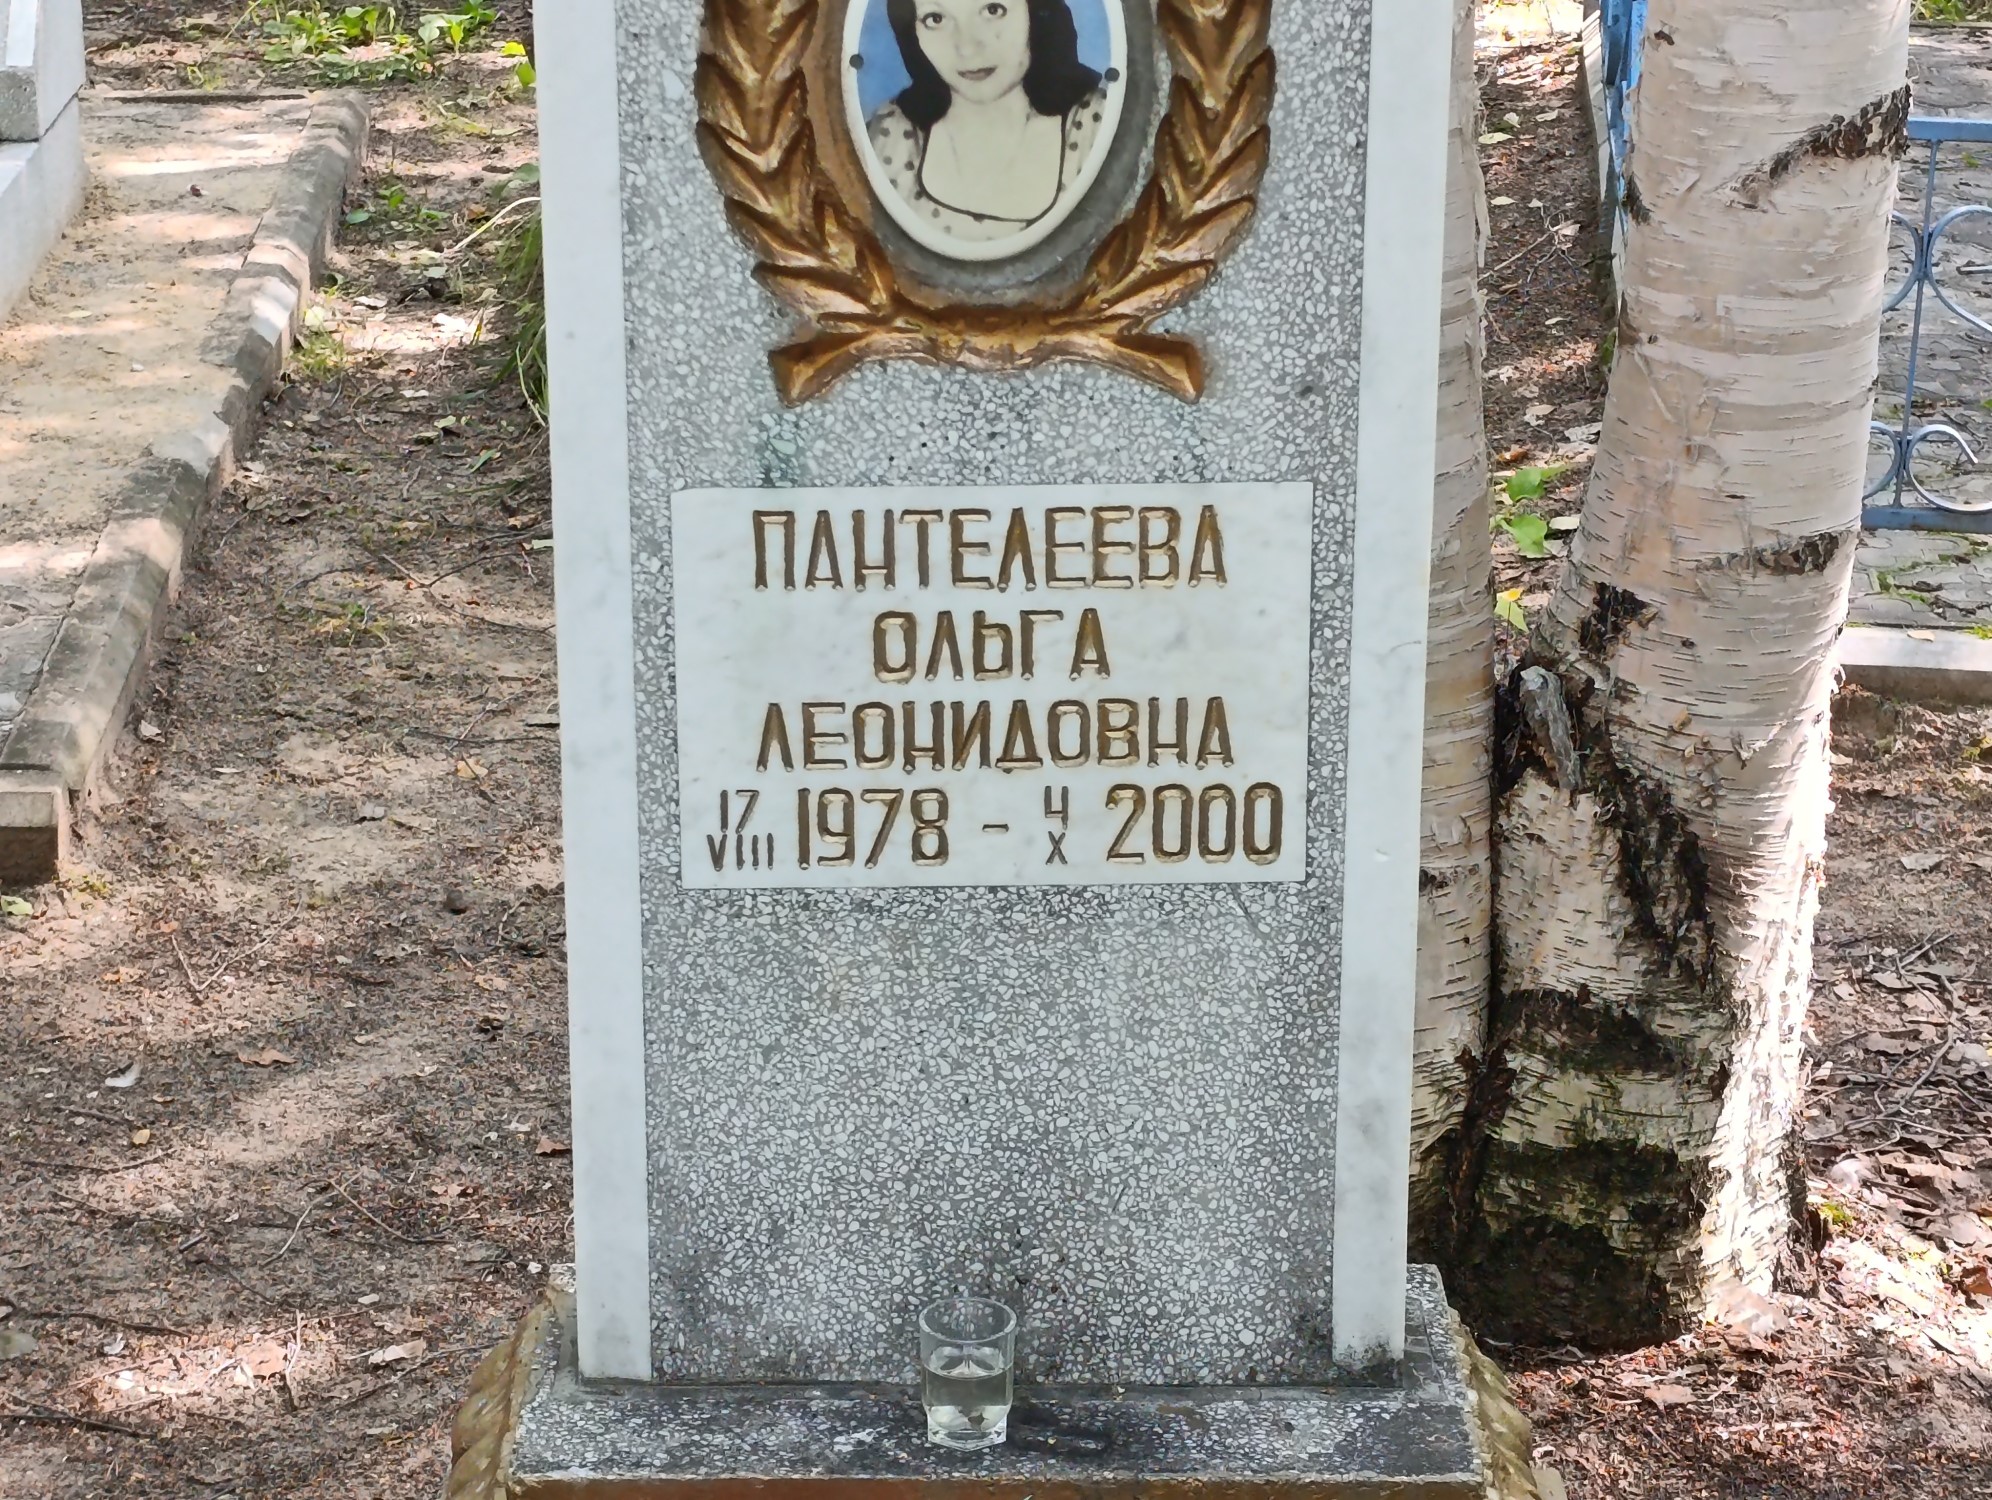 ПАНТЕЛЕЕВА
ОЛЬГА
ЛЕОНИДОВНА
17 VIII 1978 - 4 X 2000